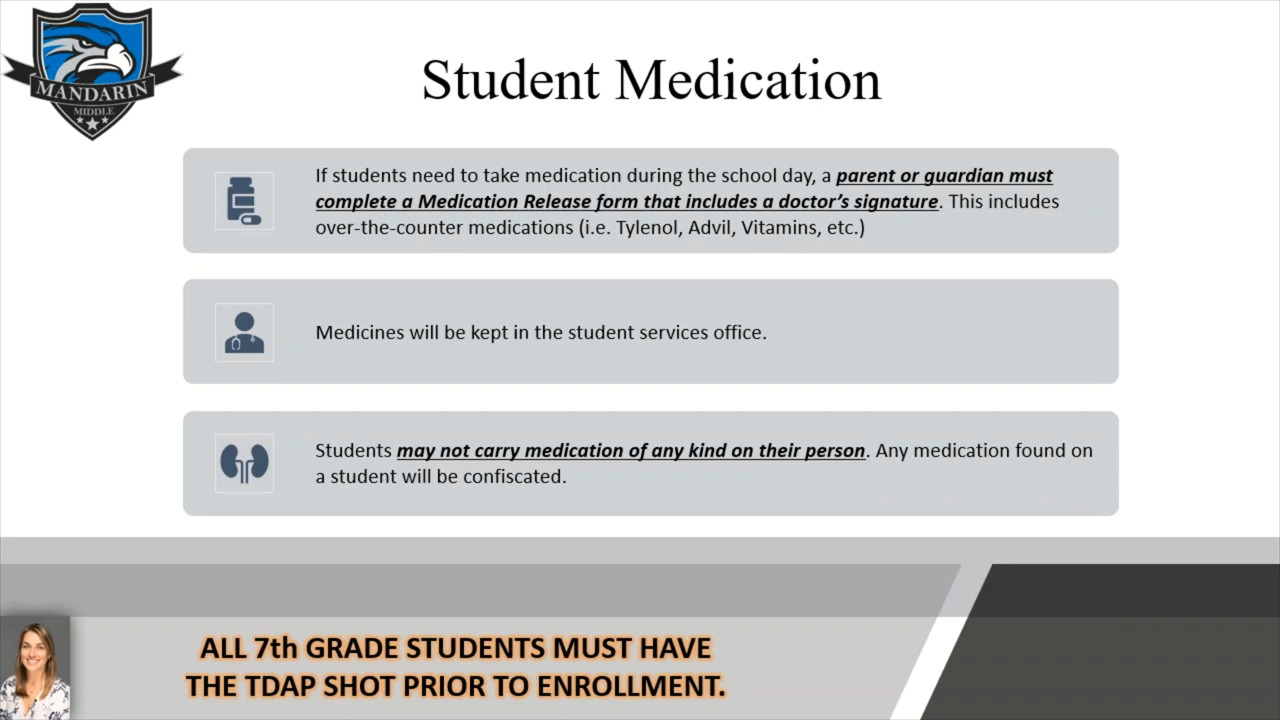 MANDARIN
MIDDLE
Student Medication
If students need to take medication during the school day, a parent or guardian must
complete a Medication Release form that includes a doctor’s signature. This includes
over-the-counter medications (i.e. Tylenol, Advil, Vitamins, etc.)
Medicines will be kept in the student services office.
Students may not carry medication of any kind on their person. Any medication found on
a student will be confiscated.
ALL 7th GRADE STUDENTS MUST HAVE
THE TDAP SHOT PRIOR TO ENROLLMENT.